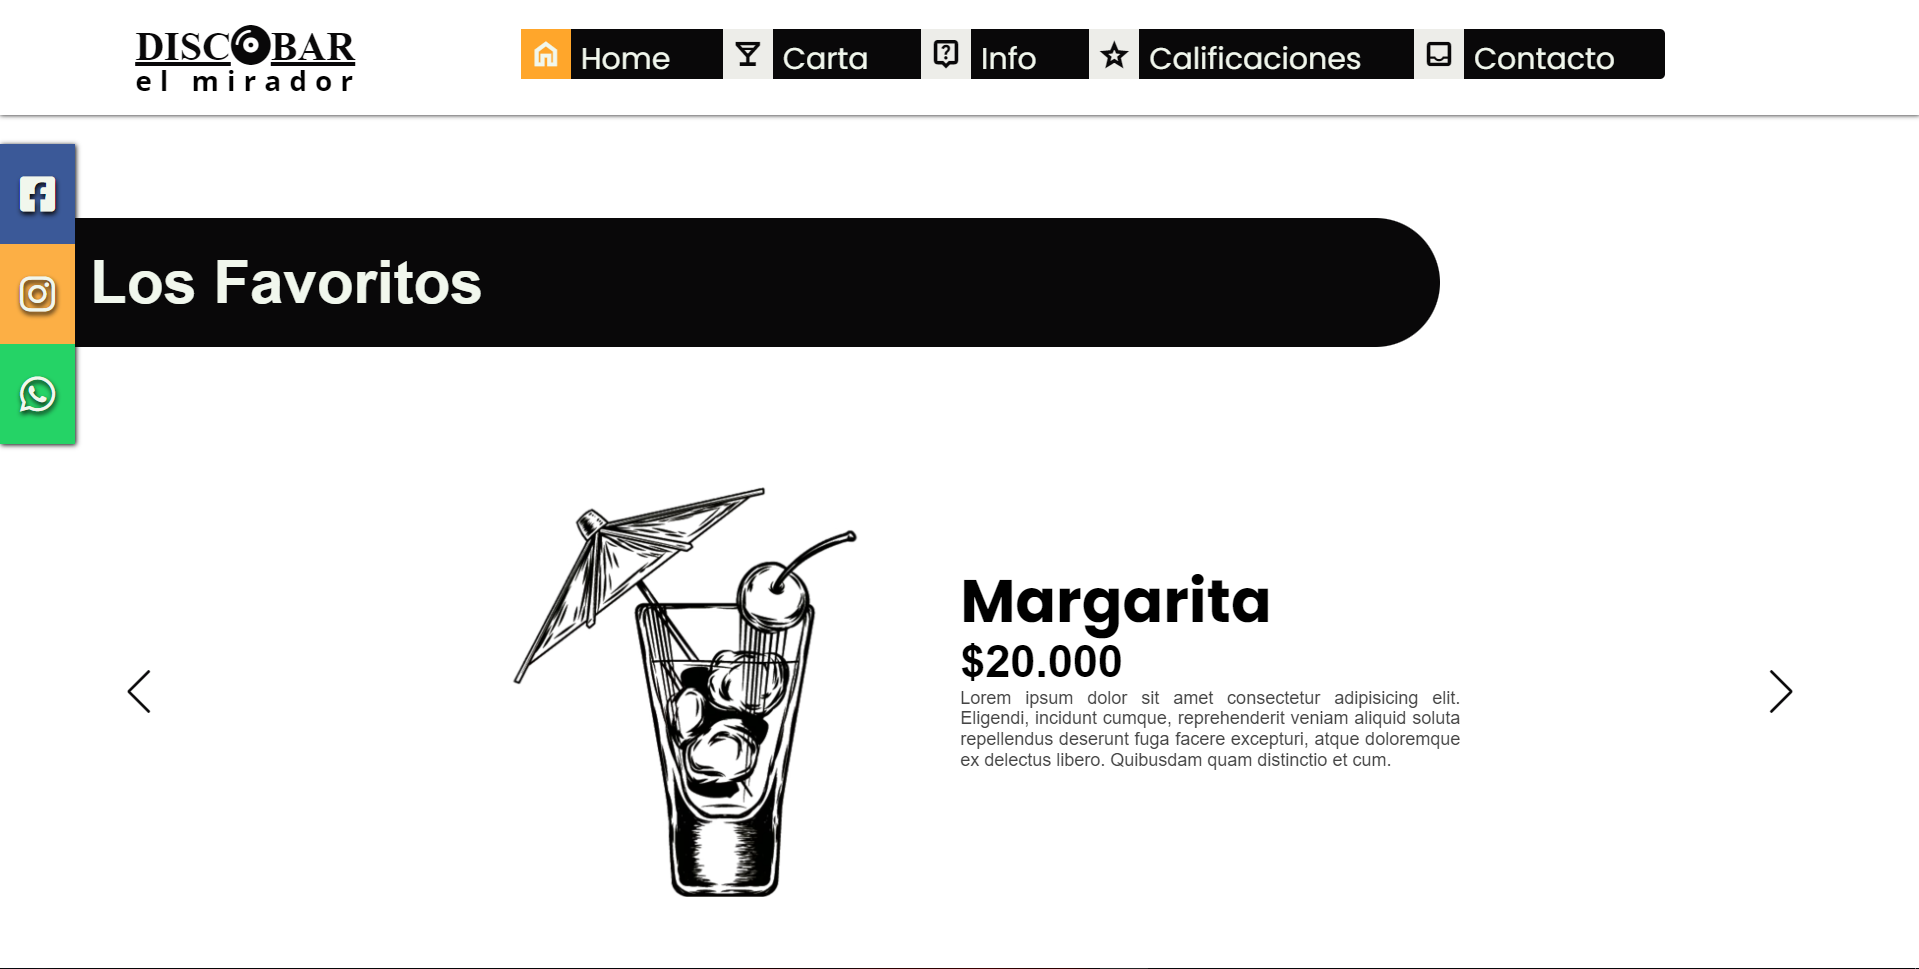 DISCOBAR
el mirador
Home
Carta
Info
Calificaciones
Contacto
Los Favoritos
Margarita
$20.000
Lorem ipsum dolor sit amet consectetur adipisicing elit.
Eligendi, incidunt cumque, reprehenderit veniam aliquid soluta
repellendus deserunt fuga facere excepturi, atque doloremque
ex delectus libero. Quibusdam quam distinctio et cum.